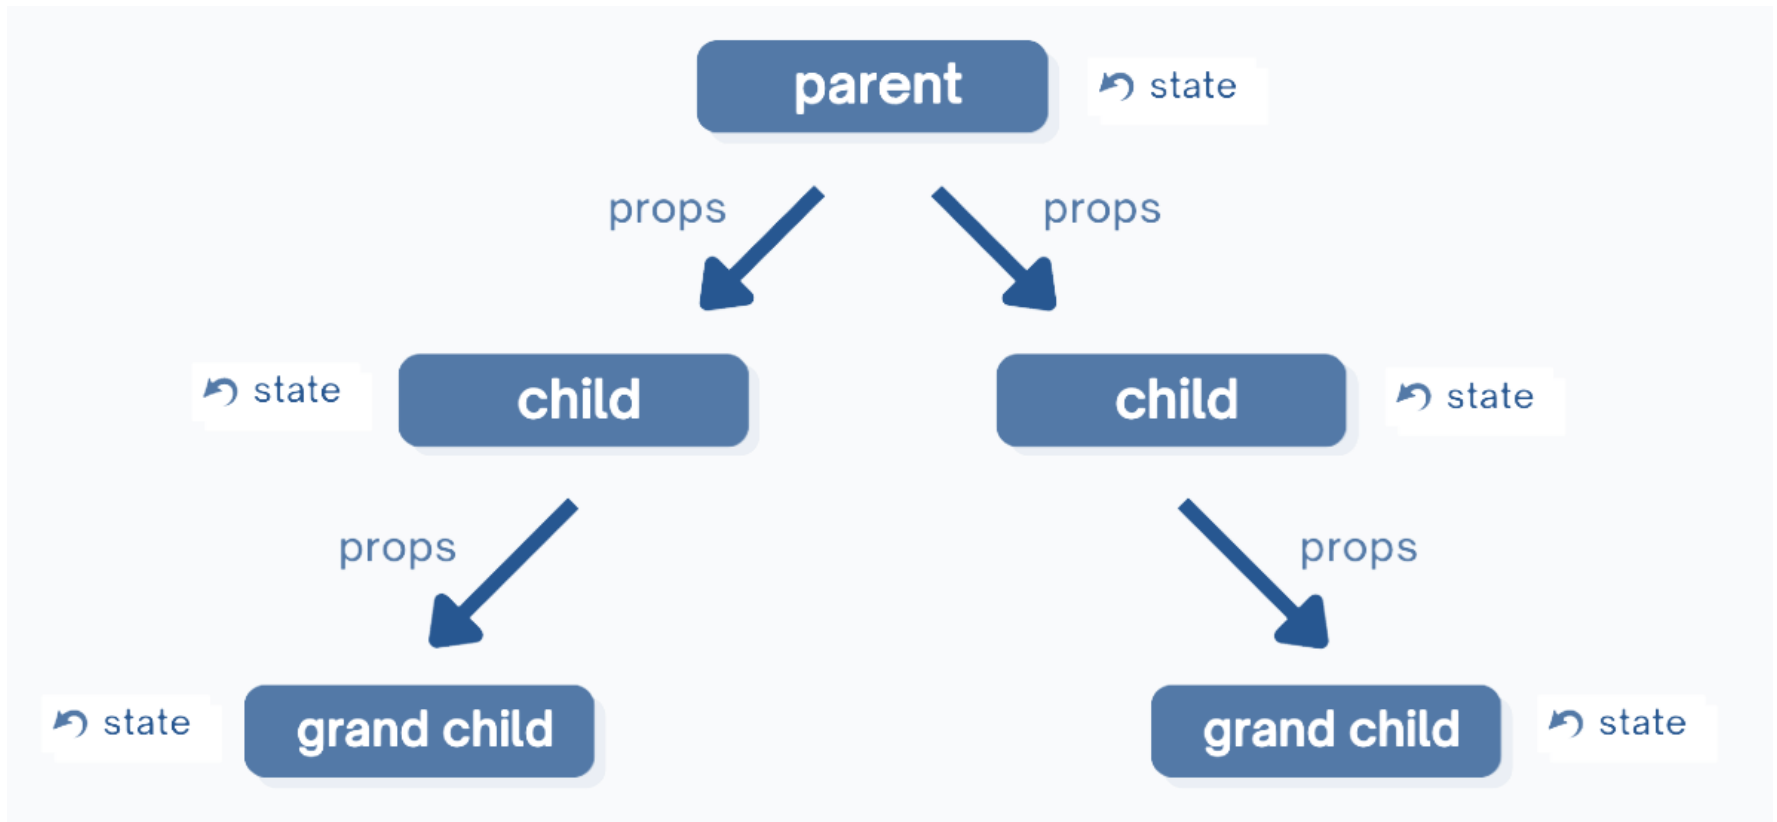 parent
state
props
props
state
child
child
state
props
props
state
grand child
grand child
state